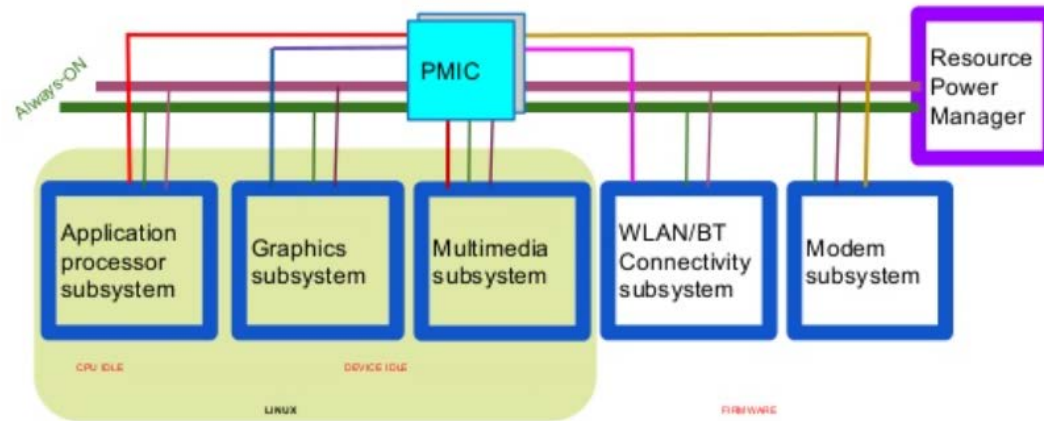 PMIC
Resource
Power
Manager
Always-ON
Application
processor
subsystem
Graphics
subsystem
Multimedia
subsystem
WLAN/BT
Connectivity
subsystem
Modem
subsystem
CPU IDLE
DEVICE IDLE
LINUX
FIRMWARE